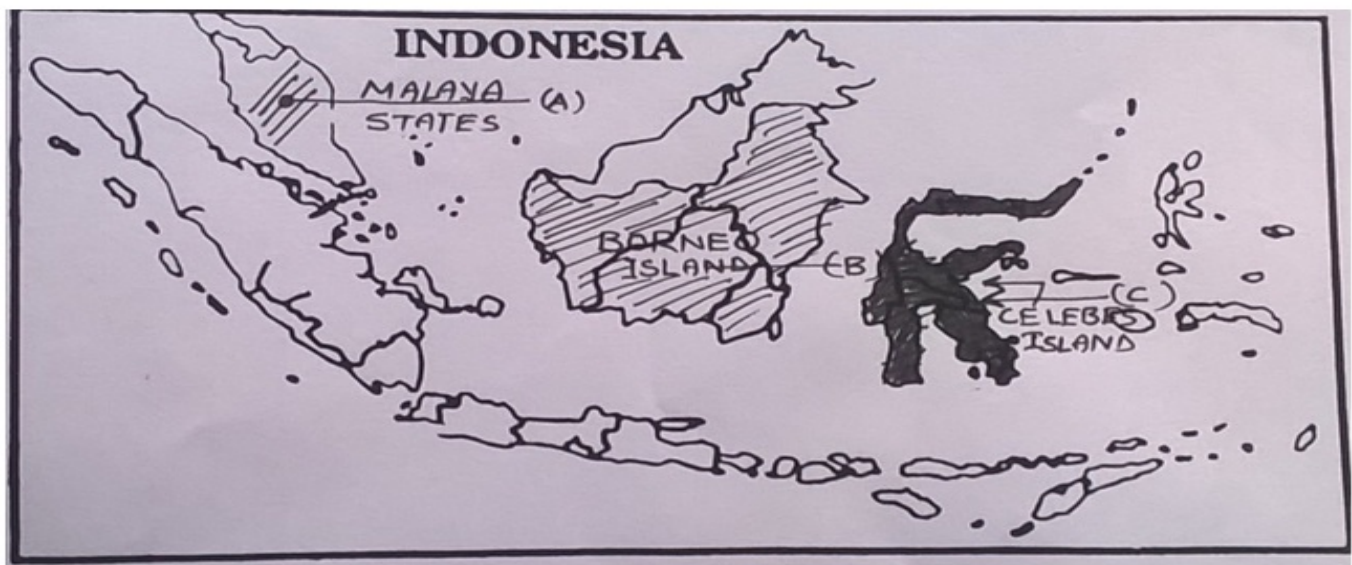 INDONESIA
MALAYA (A)
STATES
BORNEO
ISLAND (B
(C)
CELEBES
ISLAND